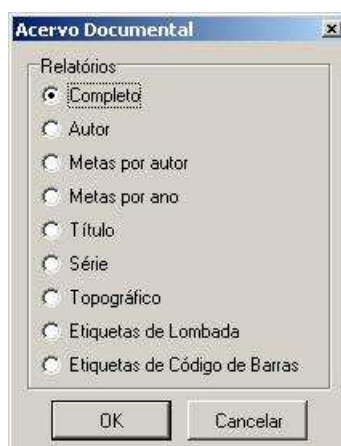 Acervo Documental
Relatórios
Completo
Autor
Metas por autor
Metas por ano
Título
Série
Topográfico
Etiquetas de Lombada
Etiquetas de Código de Barras
OK Cancelar